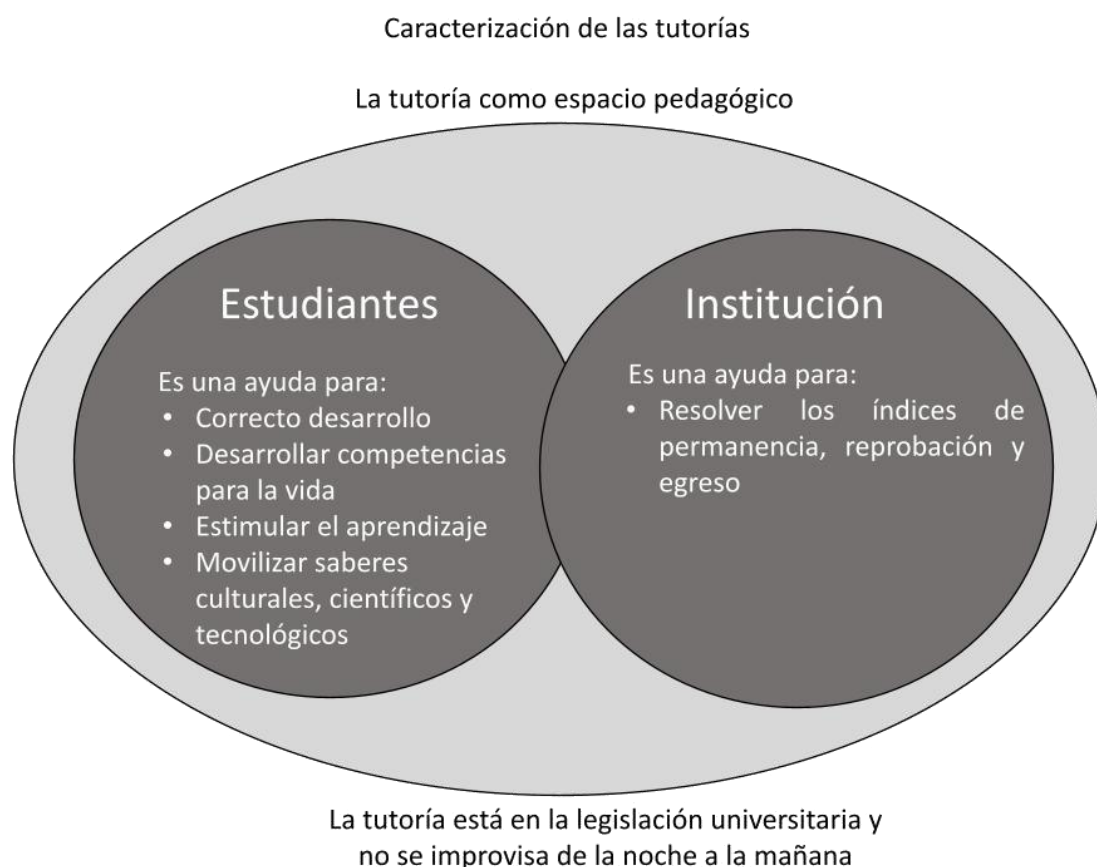 Caracterización de las tutorías
La tutoría como espacio pedagógico
Estudiantes
Es una ayuda para:
• Correcto desarrollo
• Desarrollar competencias
para la vida
• Estimular el aprendizaje
• Movilizar saberes
culturales, científicos y
tecnológicos
Institución
Es una ayuda para:
• Resolver los índices de
permanencia, reprobación y
egreso
La tutoría está en la legislación universitaria y
no se improvisa de la noche a la mañana